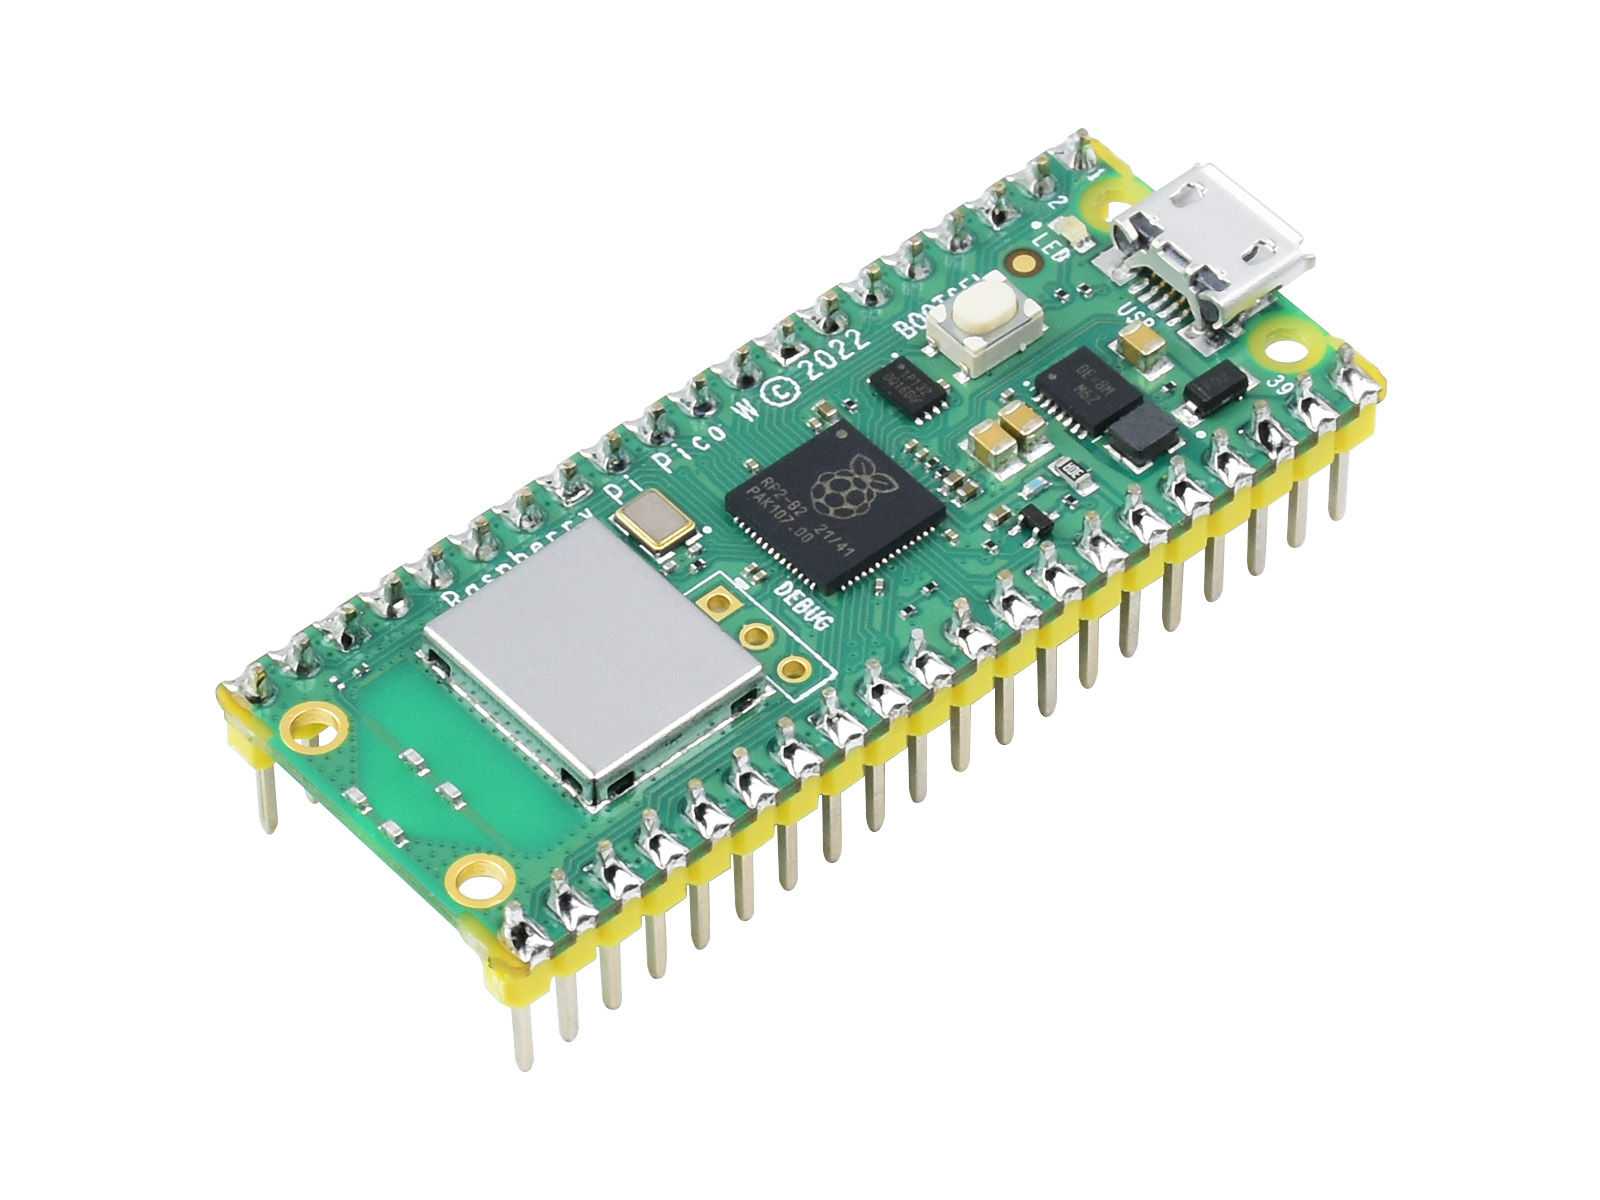 1
2
LED
BOOTSEL
USB
39
Raspberry Pi Pico W © 2022
RP2-B2 21/41
PAK107.00
DEBUG